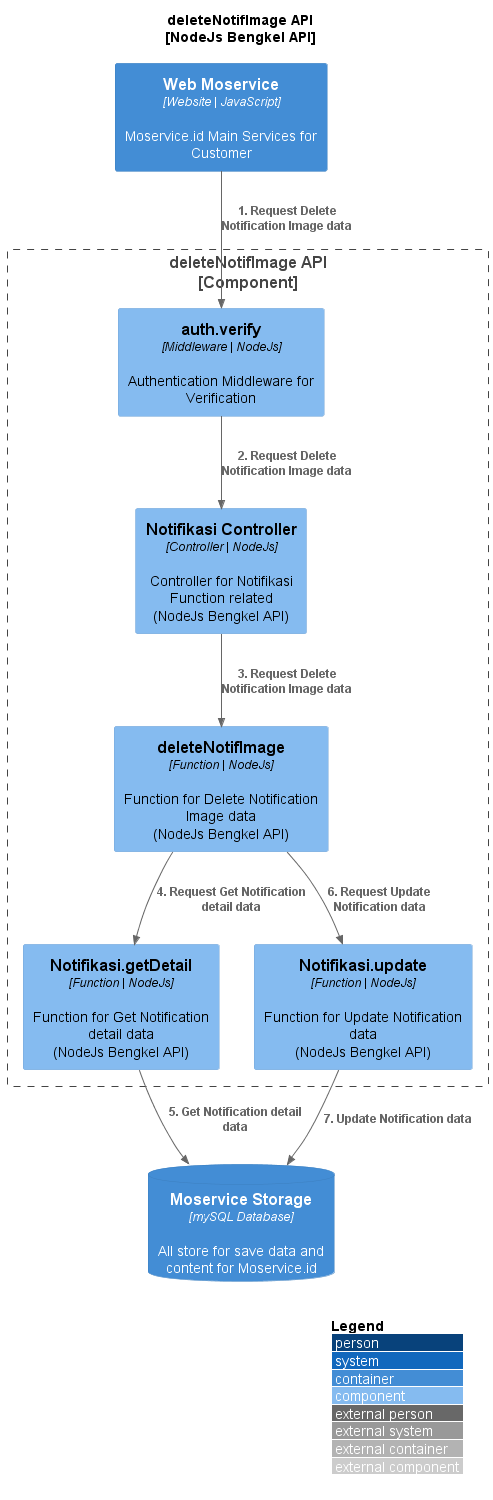 deleteNotifImage API
[NodeJs Bengkel API]
Web Moservice
[Website | JavaScript]
Moservice.id Main Services for
Customer
1. Request Delete
Notification Image data
deleteNotifImage API
[Component]
auth.verify
[Middleware | NodeJs]
Authentication Middleware for
Verification
2. Request Delete
Notification Image data
Notifikasi Controller
[Controller | NodeJs]
Controller for Notifikasi
Function related
(NodeJs Bengkel API)
3. Request Delete
Notification Image data
deleteNotifImage
[Function | NodeJs]
Function for Delete Notification
Image data
(NodeJs Bengkel API)
4. Request Get Notification
detail data
6. Request Update
Notification data
Notifikasi.getDetail
[Function | NodeJs]
Function for Get Notification
detail data
(NodeJs Bengkel API)
Notifikasi.update
[Function | NodeJs]
Function for Update Notification
data
(NodeJs Bengkel API)
5. Get Notification detail
data
7. Update Notification data
Moservice Storage
[mySQL Database]
All store for save data and
content for Moservice.id
Legend
person
system
container
component
external person
external system
external container
external component